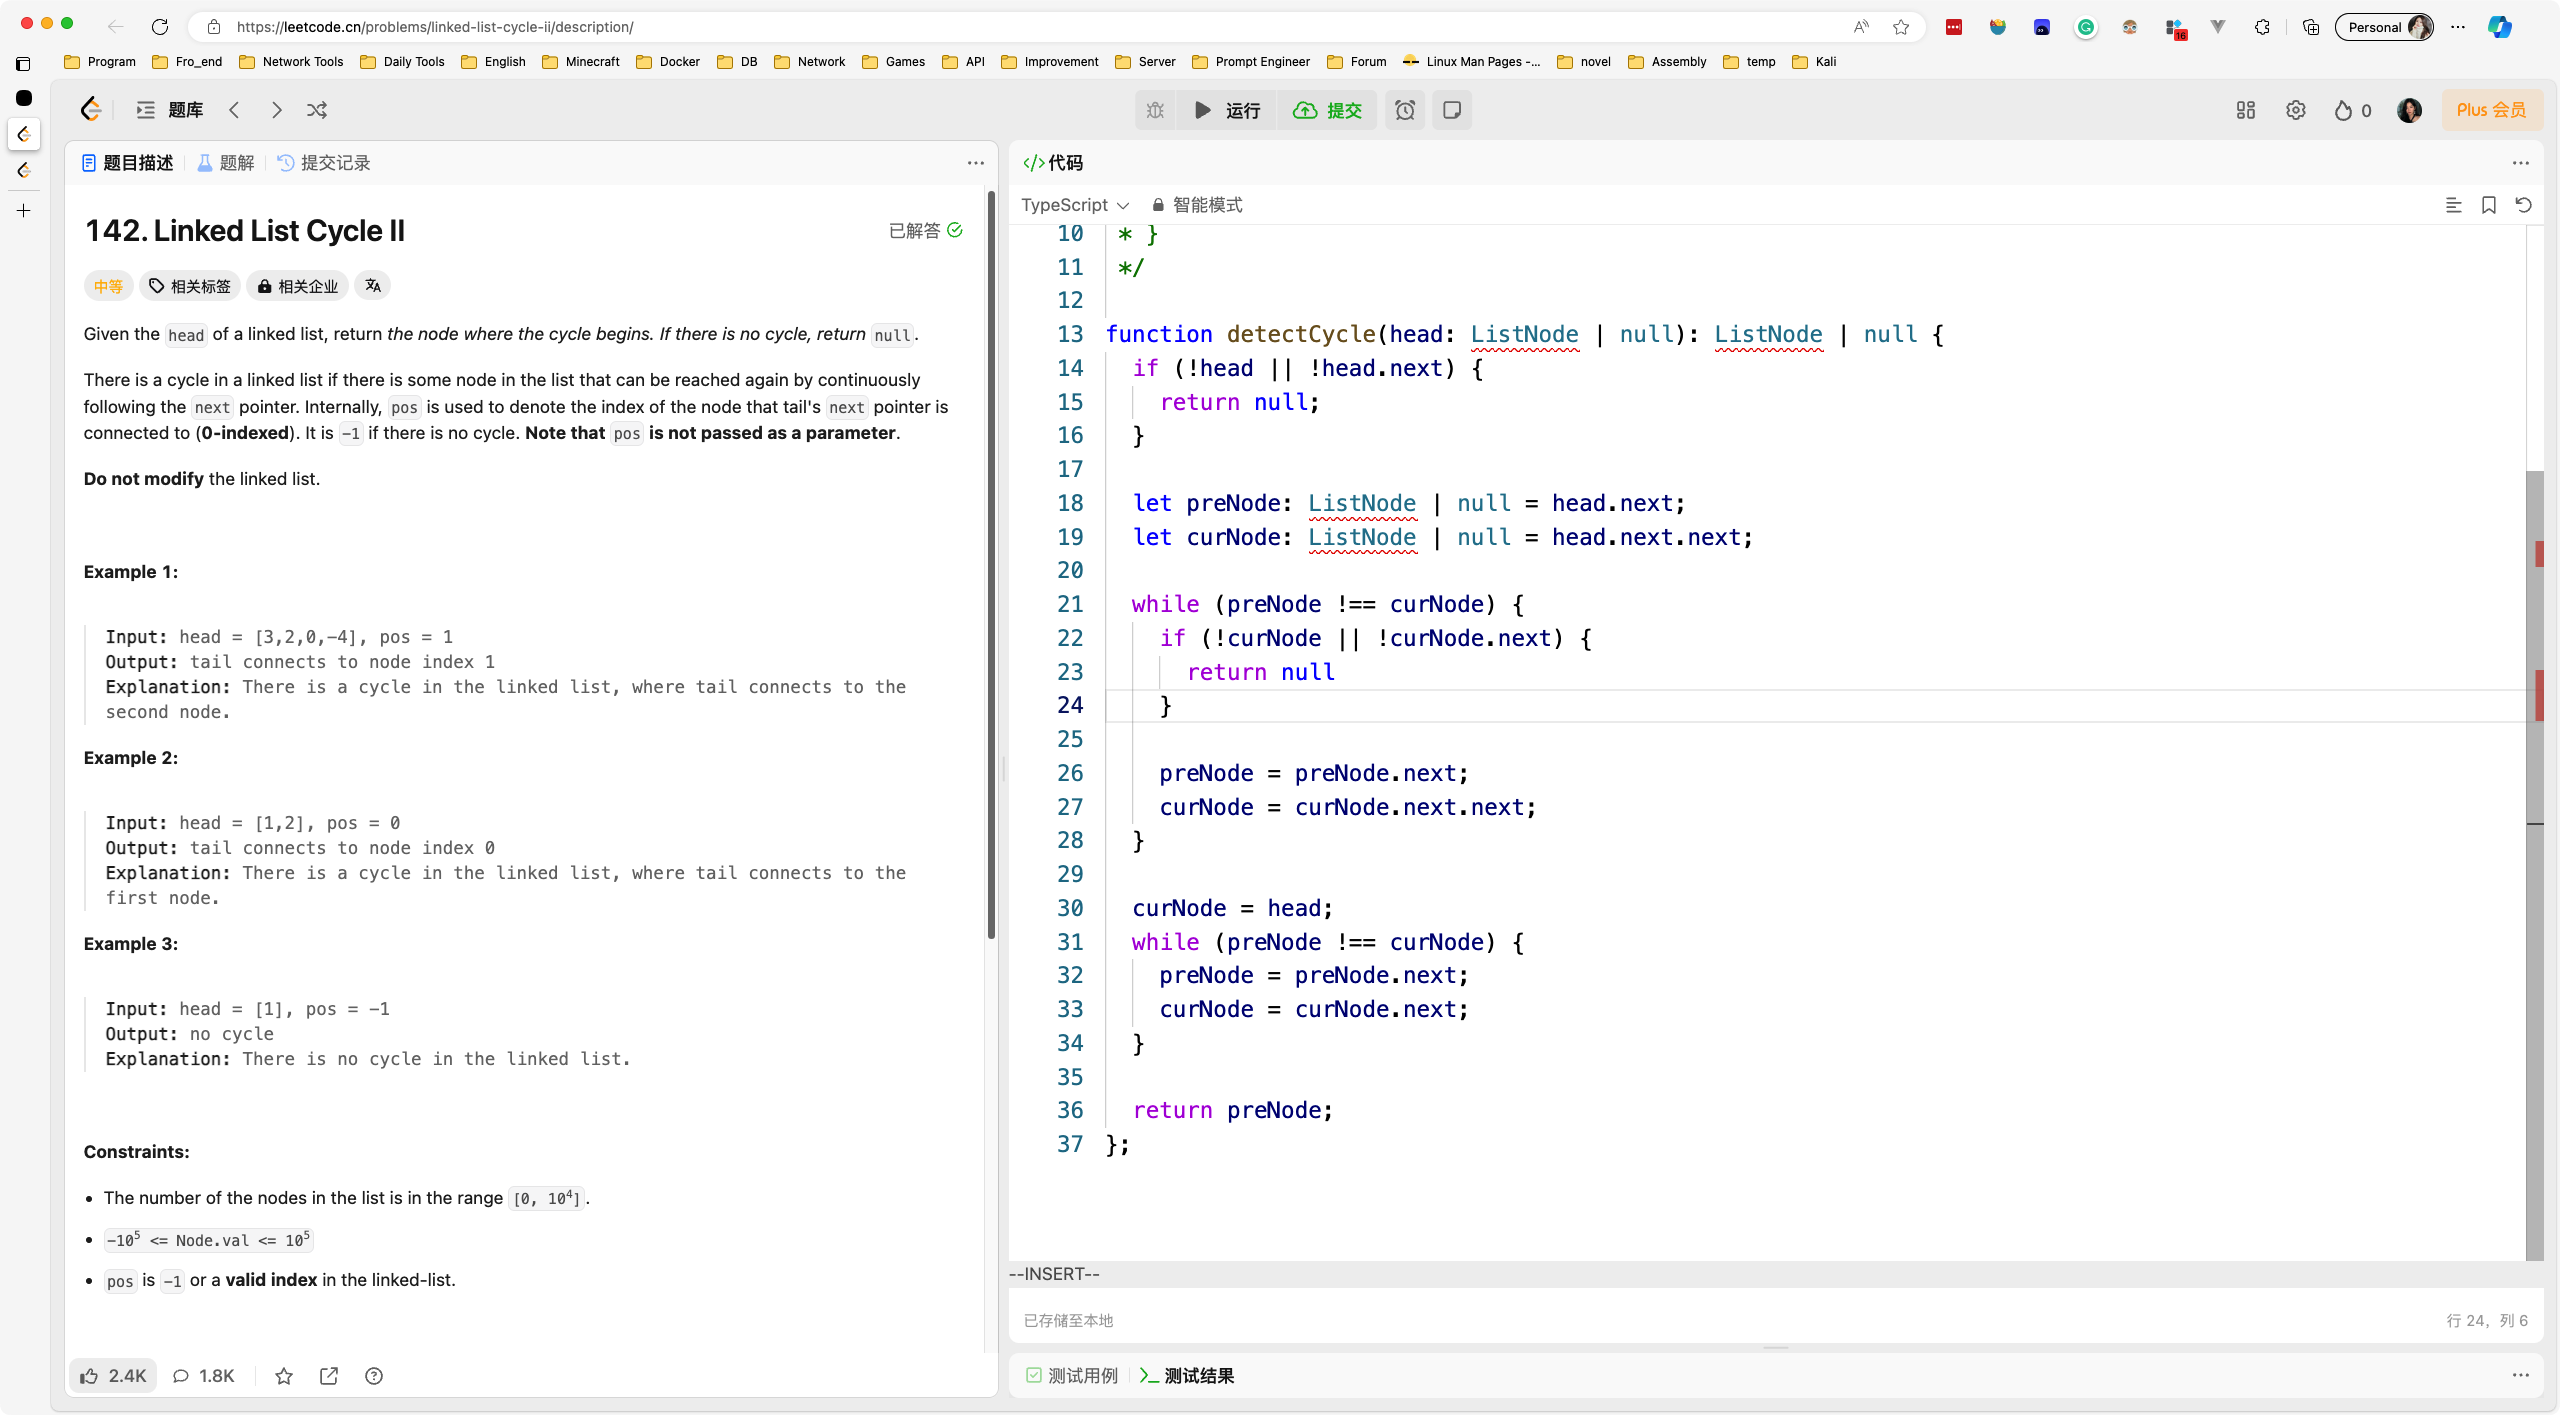 https://leetcode.cn/problems/linked-list-cycle-ii/description/
Personal
16
Program
Fro_end
Network Tools
Daily Tools
English
Minecraft
Docker
DB
Network
Games
API
Improvement
Server
Prompt Engineer
Forum
Linux Man Pages -...
novel
Assembly
temp
Kali
题库
运行
提交
0
Plus 会员
题目描述
题解
提交记录
142. Linked List Cycle II
已解答
中等
相关标签
相关企业
Given the head of a linked list, return the node where the cycle begins. If there is no cycle, return null.
There is a cycle in a linked list if there is some node in the list that can be reached again by continuously
following the next pointer. Internally, pos is used to denote the index of the node that tail's next pointer is
connected to (0-indexed). It is -1 if there is no cycle. Note that pos is not passed as a parameter.
Do not modify the linked list.
Example 1:
Input: head = [3,2,0,-4], pos = 1
Output: tail connects to node index 1
Explanation: There is a cycle in the linked list, where tail connects to the
second node.
Example 2:
Input: head = [1,2], pos = 0
Output: tail connects to node index 0
Explanation: There is a cycle in the linked list, where tail connects to the
first node.
Example 3:
Input: head = [1], pos = -1
Output: no cycle
Explanation: There is no cycle in the linked list.
Constraints:
• The number of the nodes in the list is in the range [0, 10⁴].
• -10⁵ <= Node.val <= 10⁵
• pos is -1 or a valid index in the linked-list.
2.4K
1.8K
</>代码
TypeScript
智能模式
10 * }
11 */
12
13 function detectCycle(head: ListNode | null): ListNode | null {
14 if (!head || !head.next) {
15 return null;
16 }
17
18 let preNode: ListNode | null = head.next;
19 let curNode: ListNode | null = head.next.next;
20
21 while (preNode !== curNode) {
22 if (!curNode || !curNode.next) {
23 return null
24 }
25
26 preNode = preNode.next;
27 curNode = curNode.next.next;
28 }
29
30 curNode = head;
31 while (preNode !== curNode) {
32 preNode = preNode.next;
33 curNode = curNode.next;
34 }
35
36 return preNode;
37 };
--INSERT--
已存储至本地
行 24, 列 6
测试用例
测试结果